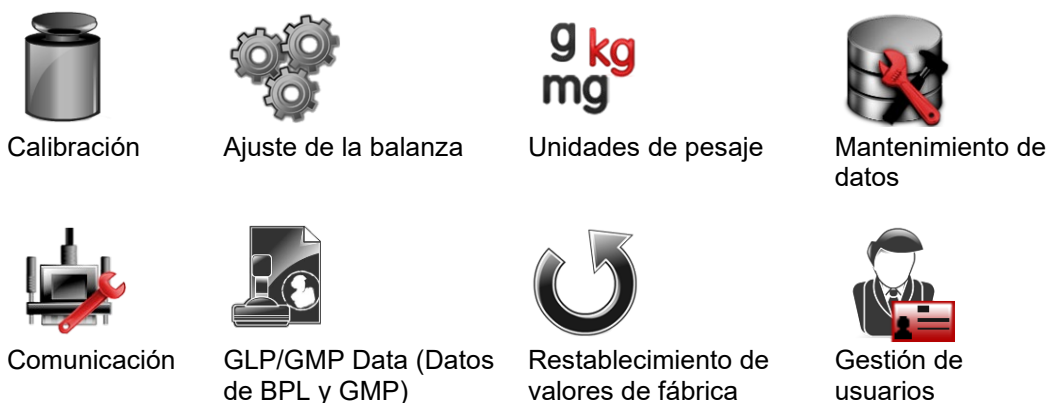 g kg
mg
Calibración
Ajuste de la balanza
Unidades de pesaje
Mantenimiento de
datos
Comunicación
GLP/GMP Data (Datos
de BPL y GMP)
Restablecimiento de
valores de fábrica
Gestión de
usuarios